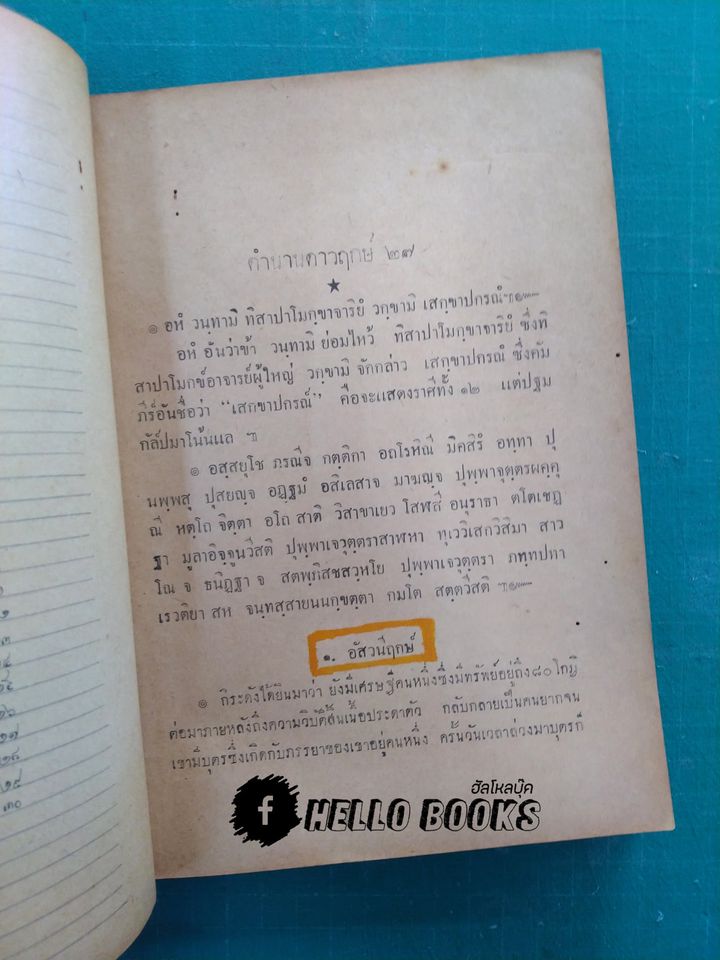 ตำนานดาวฤกษ์ ๒๗
★
๏ อหํ วนฺทามิ ทิสาปาโมกฺขาจาริยํ วกฺขามิ เสกฺขาปกรณํ ฯ๛
อหํ อันว่าข้า วนฺทามิ ย่อมไหว้ ทิสาปาโมกฺขาจาริยํ ซึ่งทิ
สาปาโมกข์อาจารย์ผู้ใหญ่ วกฺขามิ จักกล่าว เสกฺขาปกรณํ ซึ่งคัม
ภีร์อันชื่อว่า “เสกขาปกรณ์” คือจะแสดงราศีทั้ง ๑๒ แต่ปฐม
กัลป์ปมาโน้นแล ฯ
๏ อสฺสยุโช ภรณีจ กตฺติกา อถโรหิณี มิคสิรํ อทฺทา ปุ
นพฺพสุ ปุสยญฺจ อฏฺฐมํ อสิเลสาจ มาฆญฺจ ปุพฺพาจุตฺตรผคฺคุ
ณี หตฺโถ จิตฺตา อโถ สาติ วิสาขาเยว โสฬสี อนุราธา ตโตเชฏ
ฺฐา มูลาอิจฺจูนวีสติ ปุพฺพาเจวุตฺตราสาฬหา ทุเววิเสกวิสิมา สาว
โณ จ ธนิฏฺฐา จ สตพฺภิสชสวฺหโย ปุพฺพาเจวุตฺตรา ภทฺทปทา
เรวติยา สห จนฺทสฺสายนนกฺขตฺตา กมโต สตฺตวีสติ ฯ๛
๑. อัสวนีฤกษ์
๏ กิระดังได้ยินมาว่า ยังมีเศรษฐีคนหนึ่งซึ่งมีทรัพย์อยู่ถึง๘๐โกฏิ
ต่อมาภายหลังถึงความวิบัติสิ้นเนื้อประดาตัว กลับกลายเป็นคนยากจน
เขามีบุตรซึ่งเกิดกับภรรยาของเขาอยู่คนหนึ่ง ครั้นวันเวลาล่วงมาบุตรก็
ฮัลโหลบุ๊ค
f HELLO BOOKS